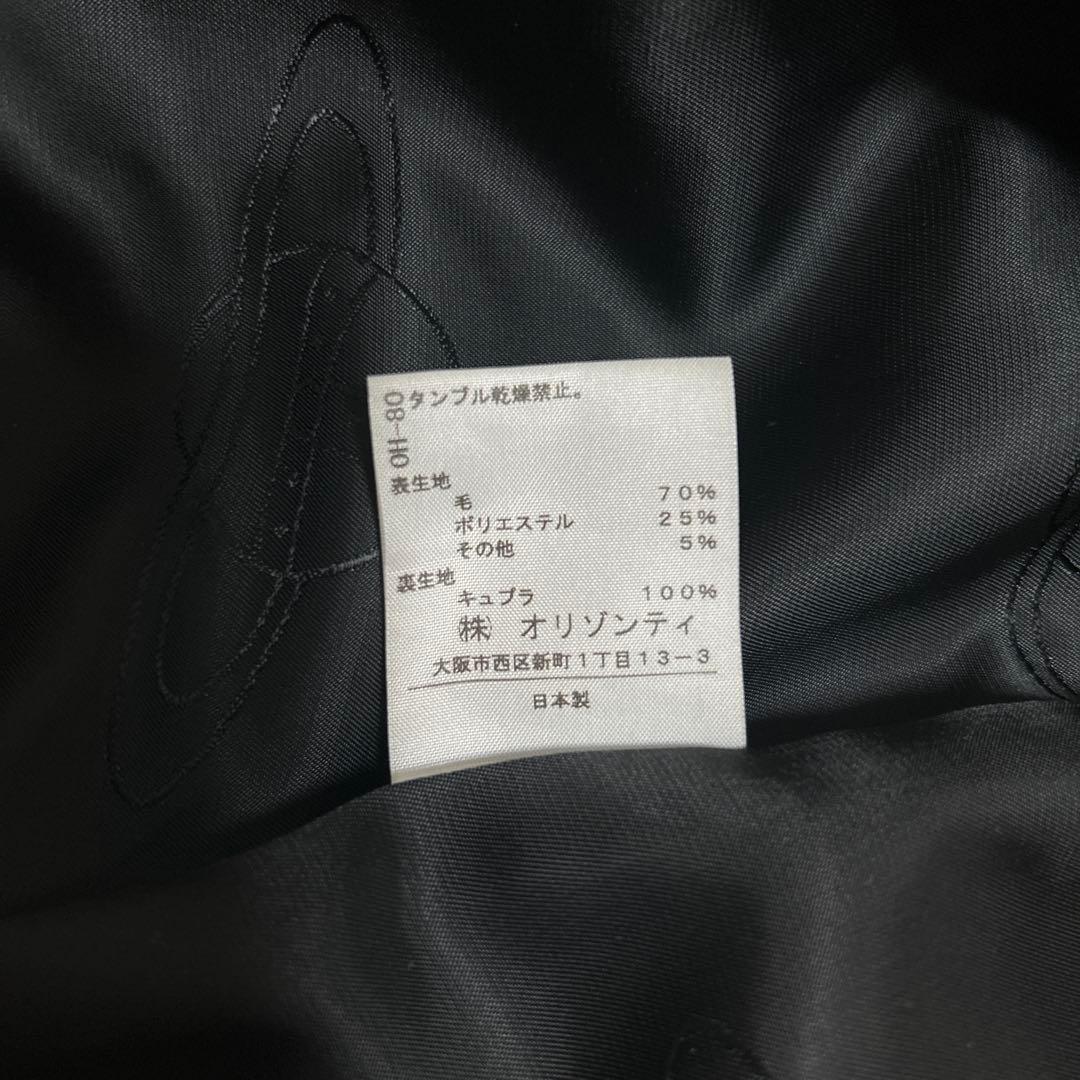 タンブル乾燥禁止。
OH-80
表生地
毛 70%
ポリエステル 25%
その他 5%
裏生地
キュプラ 100%
㈱ オリゾンティ
大阪市西区新町1丁目13-3
日本製